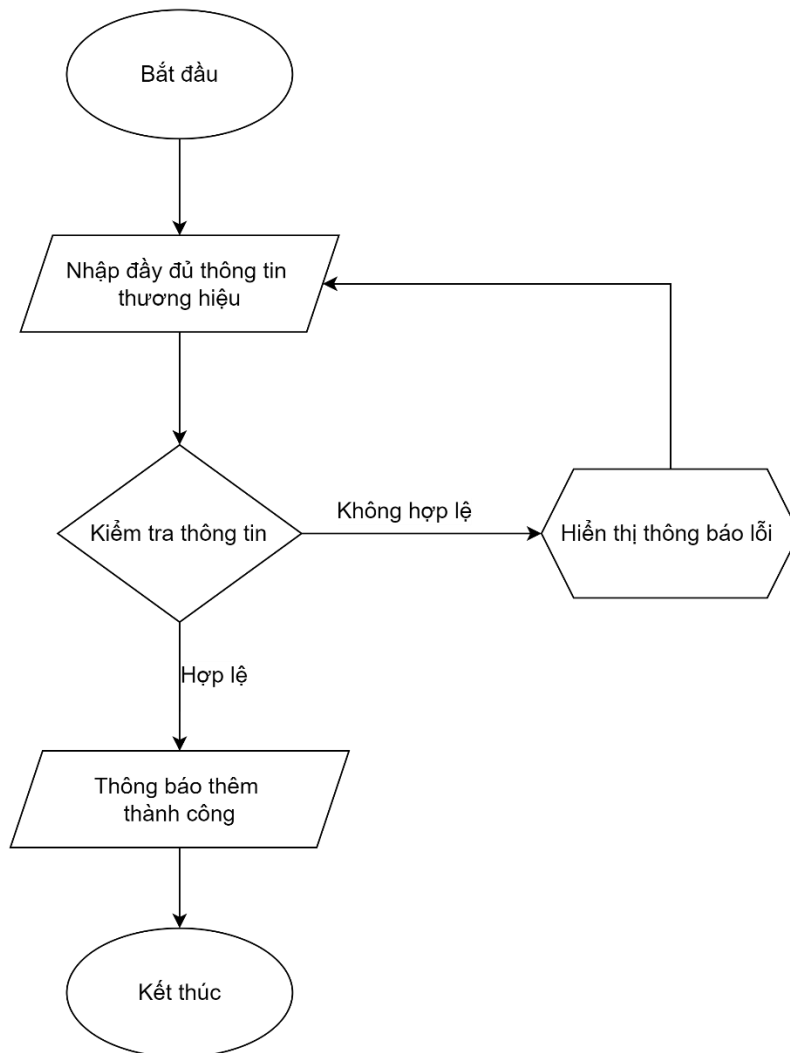 Bắt đầu
Nhập đầy đủ thông tin
thương hiệu
Kiểm tra thông tin
Không hợp lệ
Hiển thị thông báo lỗi
Hợp lệ
Thông báo thêm
thành công
Kết thúc